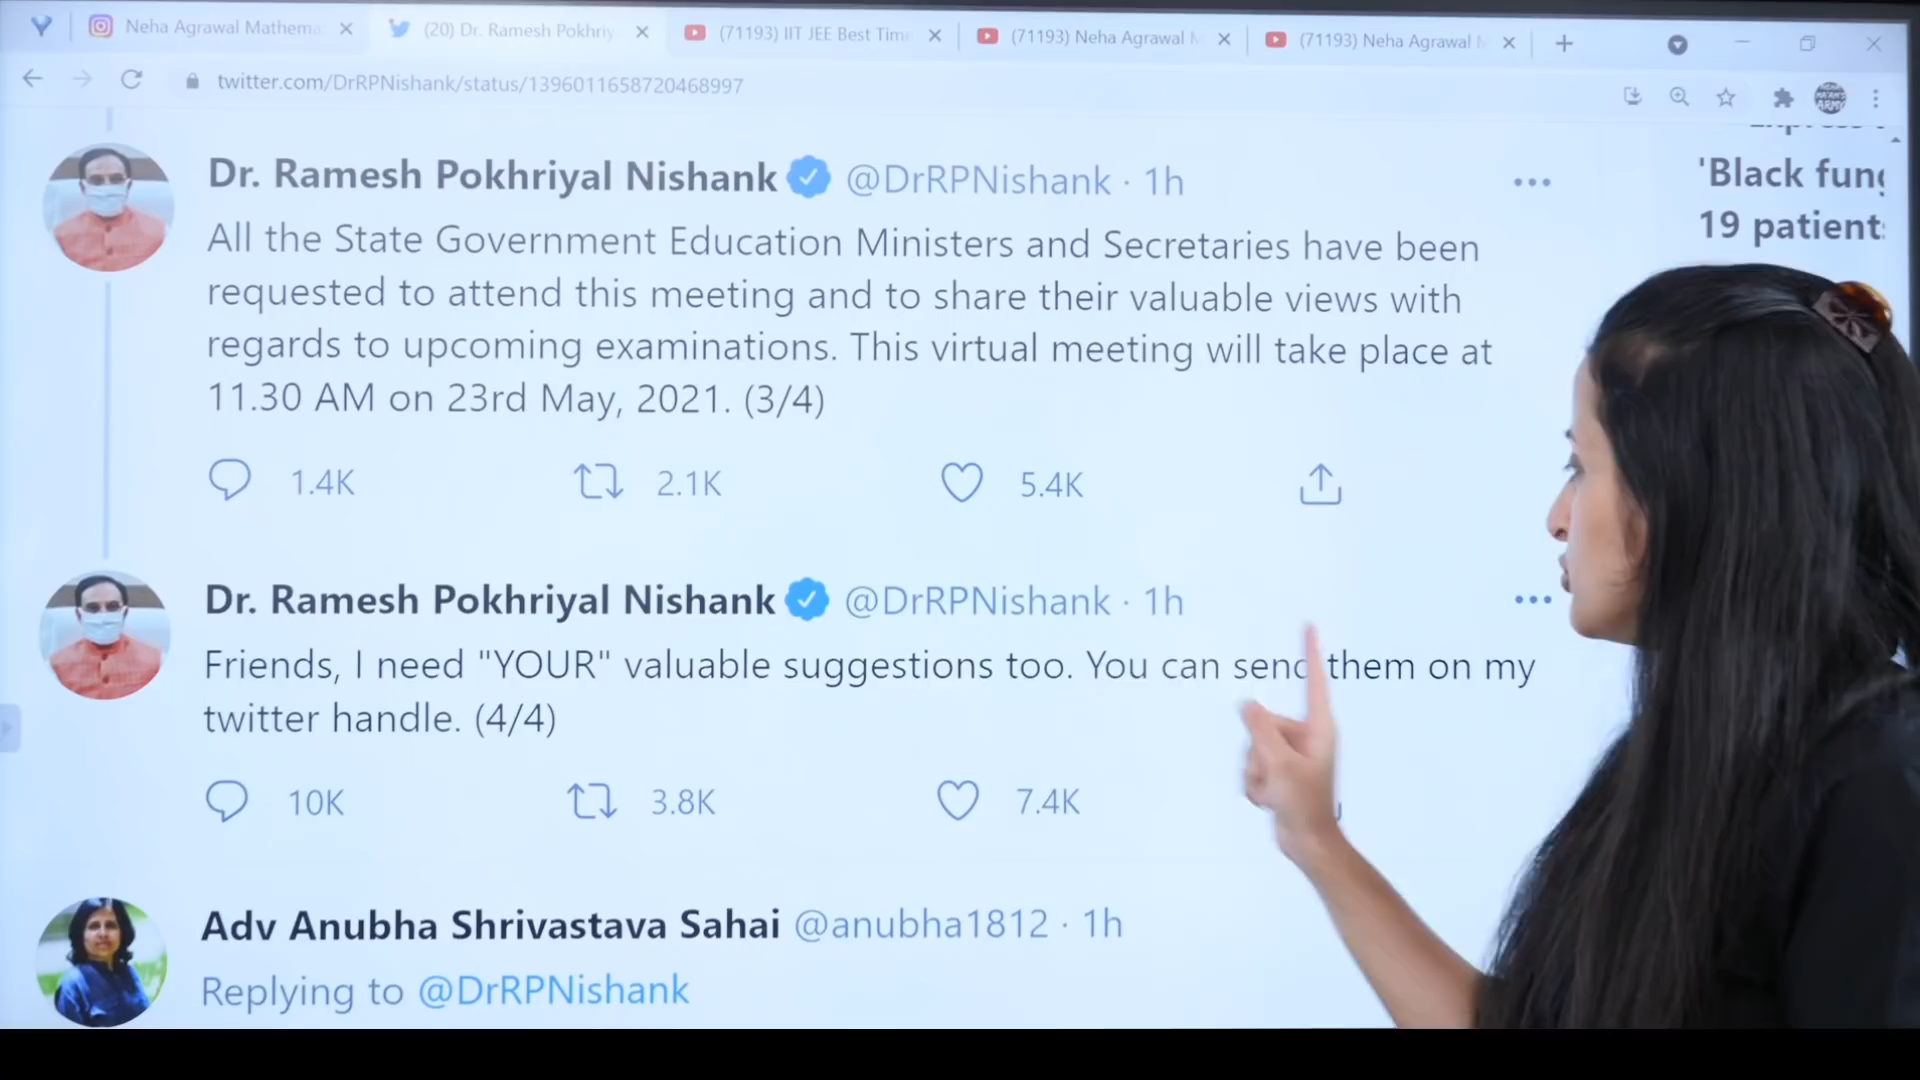 Neha Agrawal Mathema
(20) Dr. Ramesh Pokhriy
(71193) IIT JEE Best Time
(71193) Neha Agrawal M
(71193) Neha Agrawal M
twitter.com/DrRPNishank/status/1396011658720468997
Dr. Ramesh Pokhriyal Nishank @DrRPNishank · 1h
All the State Government Education Ministers and Secretaries have been
requested to attend this meeting and to share their valuable views with
regards to upcoming examinations. This virtual meeting will take place at
11.30 AM on 23rd May, 2021. (3/4)
1.4K 2.1K 5.4K
Dr. Ramesh Pokhriyal Nishank @DrRPNishank · 1h
Friends, I need "YOUR" valuable suggestions too. You can send them on my
twitter handle. (4/4)
10K 3.8K 7.4K
Adv Anubha Shrivastava Sahai @anubha1812 · 1h
Replying to @DrRPNishank
'Black fung
19 patients